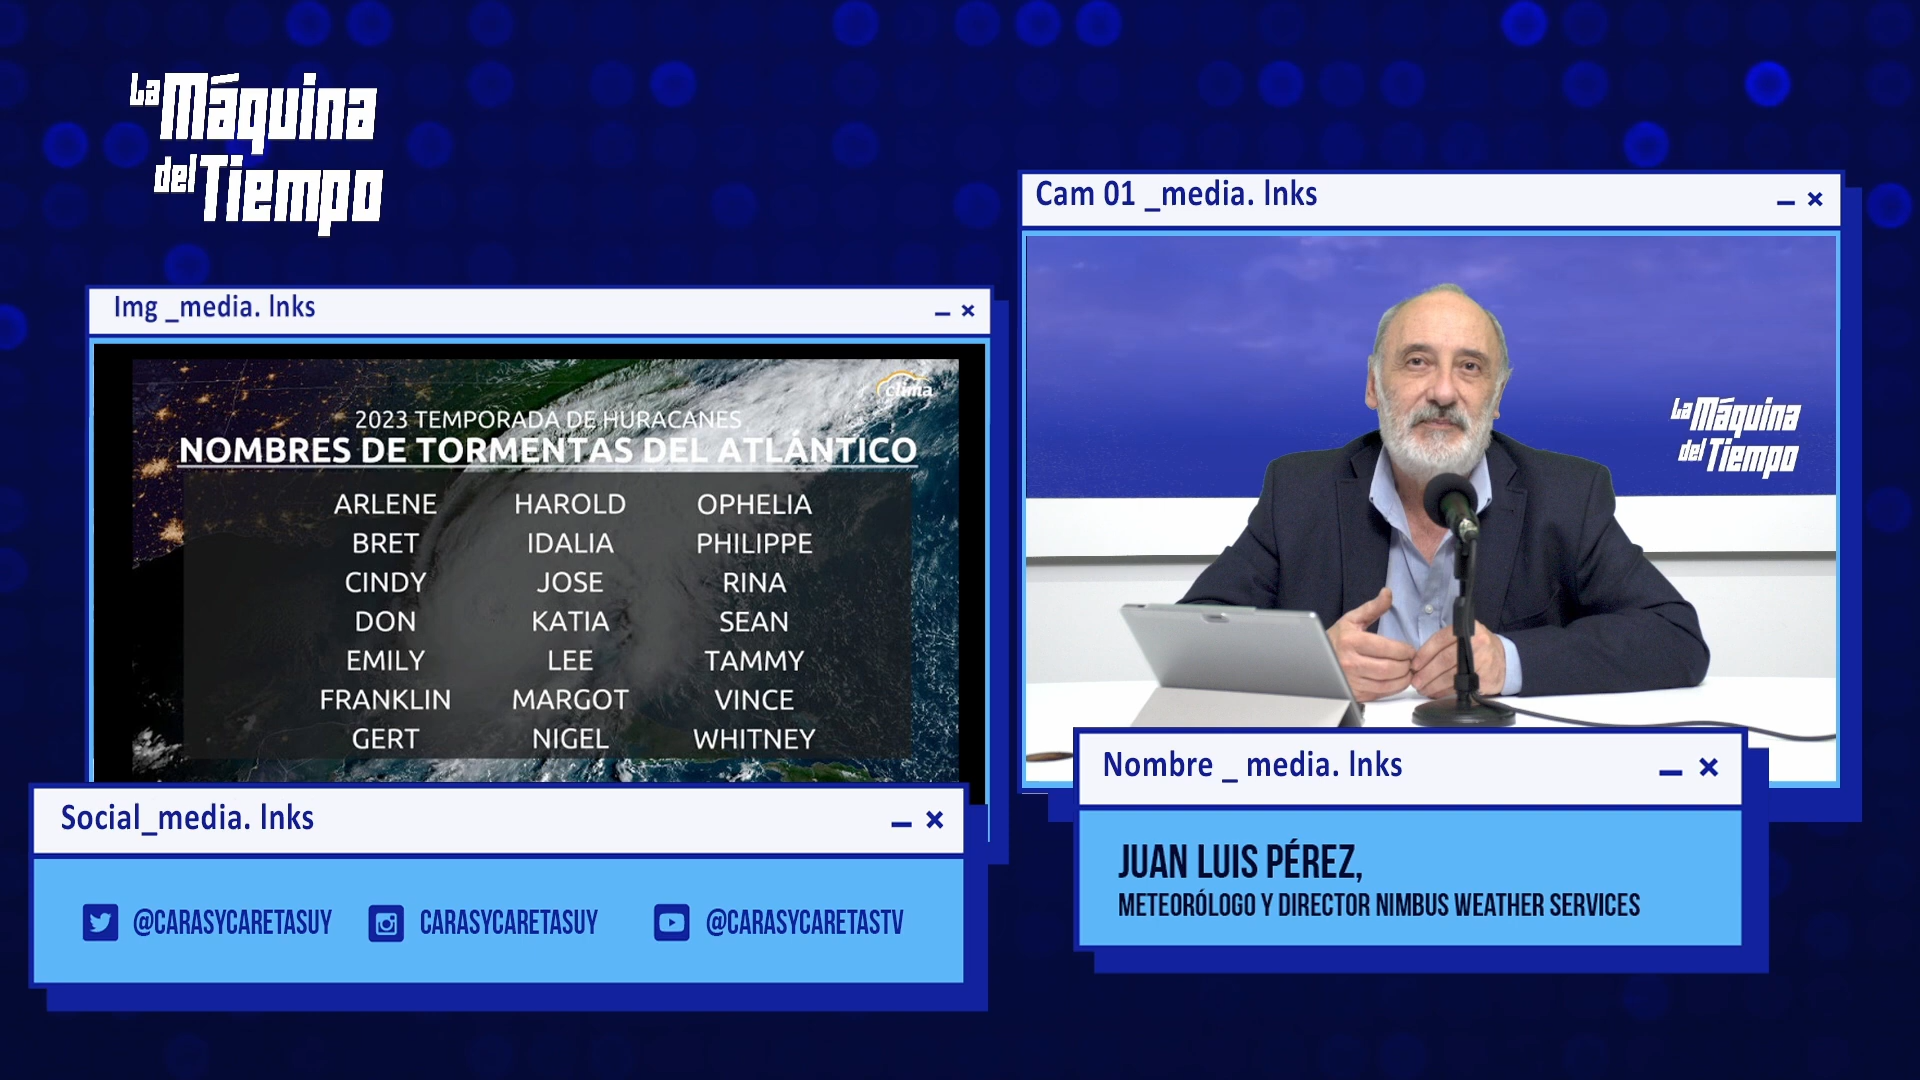 La Máquina
del Tiempo
Cam 01 _media. lnks
Img _media. lnks
clima
2023 TEMPORADA DE HURACANES
NOMBRES DE TORMENTAS DEL ATLÁNTICO
ARLENE HAROLD OPHELIA
BRET IDALIA PHILIPPE
CINDY JOSE RINA
DON KATIA SEAN
EMILY LEE TAMMY
FRANKLIN MARGOT VINCE
GERT NIGEL WHITNEY
La Máquina
del Tiempo
Nombre _ media. lnks
JUAN LUIS PÉREZ,
METEORÓLOGO Y DIRECTOR NIMBUS WEATHER SERVICES
Social_media. lnks
@CARASYCARETASUY CARASYCARETASUY @CARASYCARETASTV